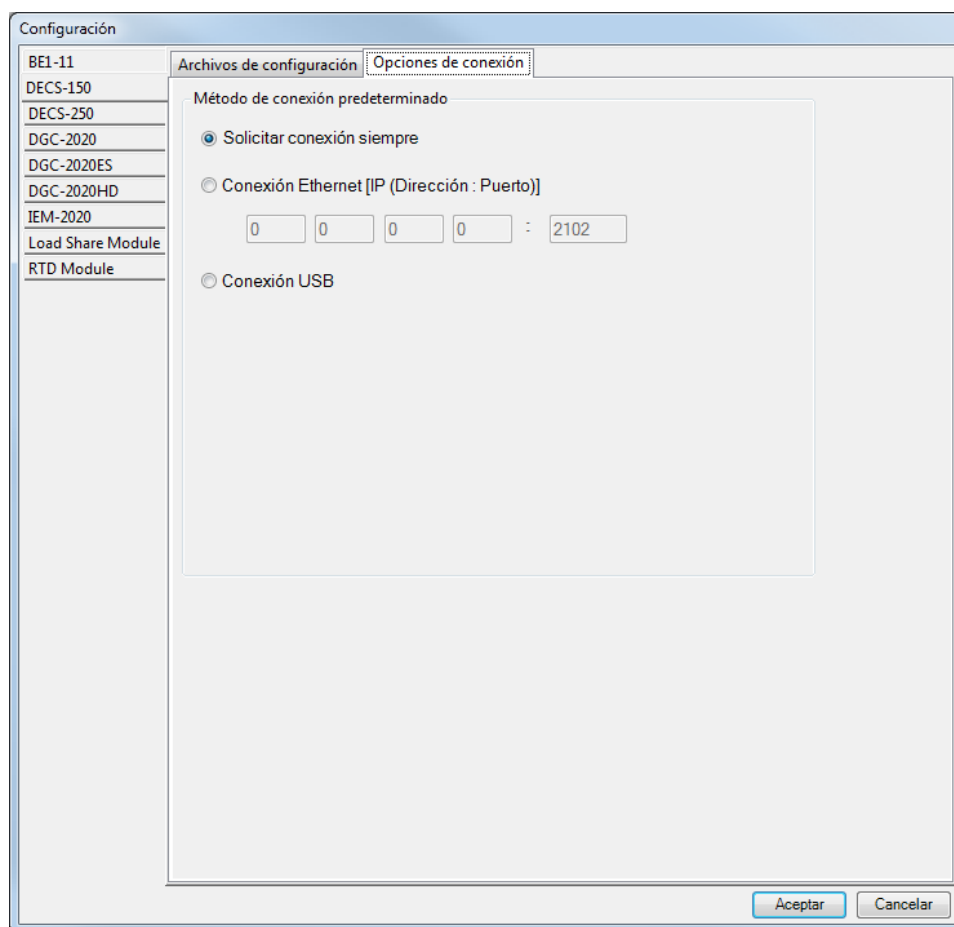 Configuración
BE1-11
DECS-150
DECS-250
DGC-2020
DGC-2020ES
DGC-2020HD
IEM-2020
Load Share Module
RTD Module
Archivos de configuración
Opciones de conexión
Método de conexión predeterminado
Solicitar conexión siempre
Conexión Ethernet [IP (Dirección : Puerto)]
0 0 0 0 : 2102
Conexión USB
Aceptar
Cancelar